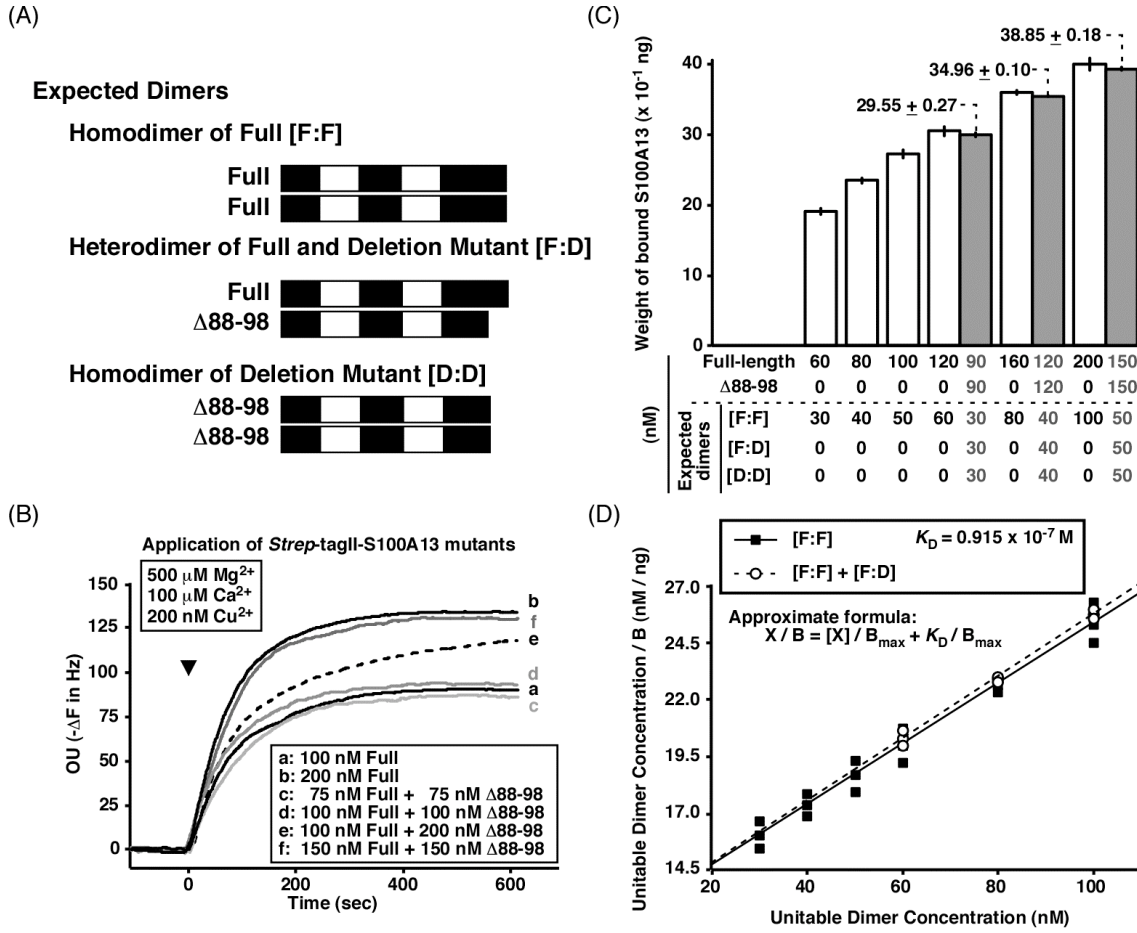 (A)
Expected Dimers
Homodimer of Full [F:F]
Full
Full
Heterodimer of Full and Deletion Mutant [F:D]
Full
Δ88-98
Homodimer of Deletion Mutant [D:D]
Δ88-98
Δ88-98
(B)
Application of Strep-tagII-S100A13 mutants
500 μM Mg2+
100 μM Ca2+
200 nM Cu2+
OU (-ΔF in Hz)
150
125
100
75
50
25
0
b
f
e
d
a
c
a: 100 nM Full
b: 200 nM Full
c: 75 nM Full + 75 nM Δ88-98
d: 100 nM Full + 100 nM Δ88-98
e: 100 nM Full + 200 nM Δ88-98
f: 150 nM Full + 150 nM Δ88-98
0 200 400 600
Time (sec)
(C)
Weight of bound S100A13 (x 10-1 ng)
40
30
20
10
0
38.85 ± 0.18
34.96 ± 0.10
29.55 ± 0.27
Full-length 60 80 100 120 90 160 120 200 150
Δ88-98 0 0 0 0 90 0 120 0 150
(nM)
Expected dimers
[F:F] 30 40 50 60 30 80 40 100 50
[F:D] 0 0 0 0 30 0 40 0 50
[D:D] 0 0 0 0 30 0 40 0 50
(D)
[F:F] KD = 0.915 x 10-7 M
[F:F] + [F:D]
Approximate formula:
X / B = [X] / Bmax + KD / Bmax
Unitable Dimer Concentration / B (nM / ng)
27.0
24.5
22.0
19.5
17.0
14.5
20 40 60 80 100
Unitable Dimer Concentration (nM)